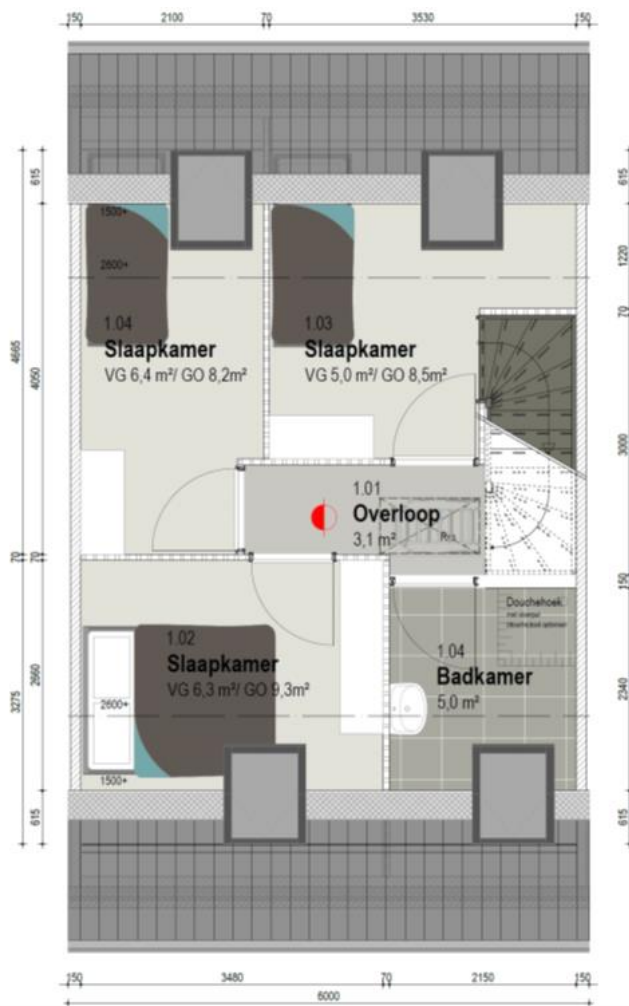 150 2100 70 3530 150
615 615
1500+
1220
2600+
70
1.04 1.03
Slaapkamer Slaapkamer
VG 6,4 m²/ GO 8,2m² VG 5,0 m²/ GO 8,5m²
4665 4050 3000
1.01
Overloop
3,1 m²
70 70 150
Douchehoek
1.02 1.04
Slaapkamer Badkamer
VG 6,3 m²/ GO 9,3m² 5,0 m²
3275 2660 2340
2600+
1500+
615 615
150 3480 70 2150 150
6000